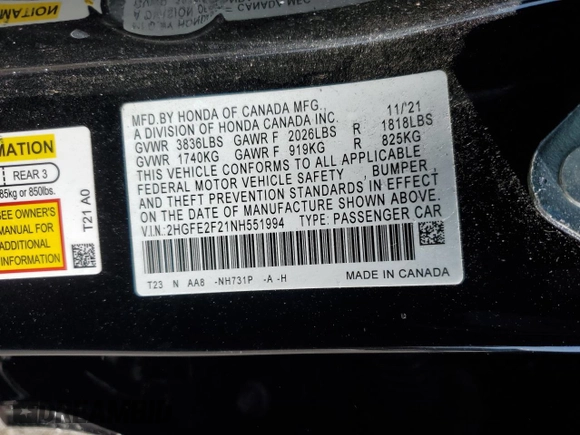 MFD.BY HONDA OF CANADA MFG.   11/'21
A DIVISION OF HONDA CANADA INC.
GVWR 3836LBS GAWR F 2026LBS R 1818LBS
GVWR 1740KG GAWR F 919KG R 825KG
THIS VEHICLE CONFORMS TO ALL APPLICABLE
FEDERAL MOTOR VEHICLE SAFETY , BUMPER ,
AND THEFT PREVENTION STANDARDS IN EFFECT
ON THE DATE OF MANUFACTURE SHOWN ABOVE.
V.I.N.:2HGFE2F21NH551994 TYPE: PASSENGER CAR
T23 N AA8 -NH731P -A -H
MADE IN CANADA
MATION
REAR 3
85kg or 850lbs.
SEE OWNER'S
MANUAL FOR
ADDITIONAL
INFORMATION
T21 A0